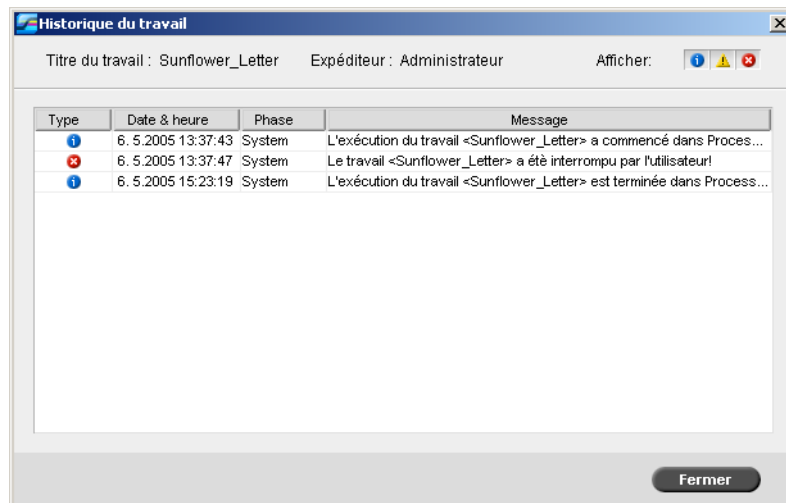 Historique du travail
Titre du travail : Sunflower_Letter Expéditeur : Administrateur Afficher:
Type Date & heure Phase Message
6. 5.2005 13:37:43 System L'exécution du travail <Sunflower_Letter> a commencé dans Proces...
6. 5.2005 13:37:47 System Le travail <Sunflower_Letter> a étè interrompu par l'utilisateur!
6. 5.2005 15:23:19 System L'exécution du travail <Sunflower_Letter> est terminée dans Process...
Fermer